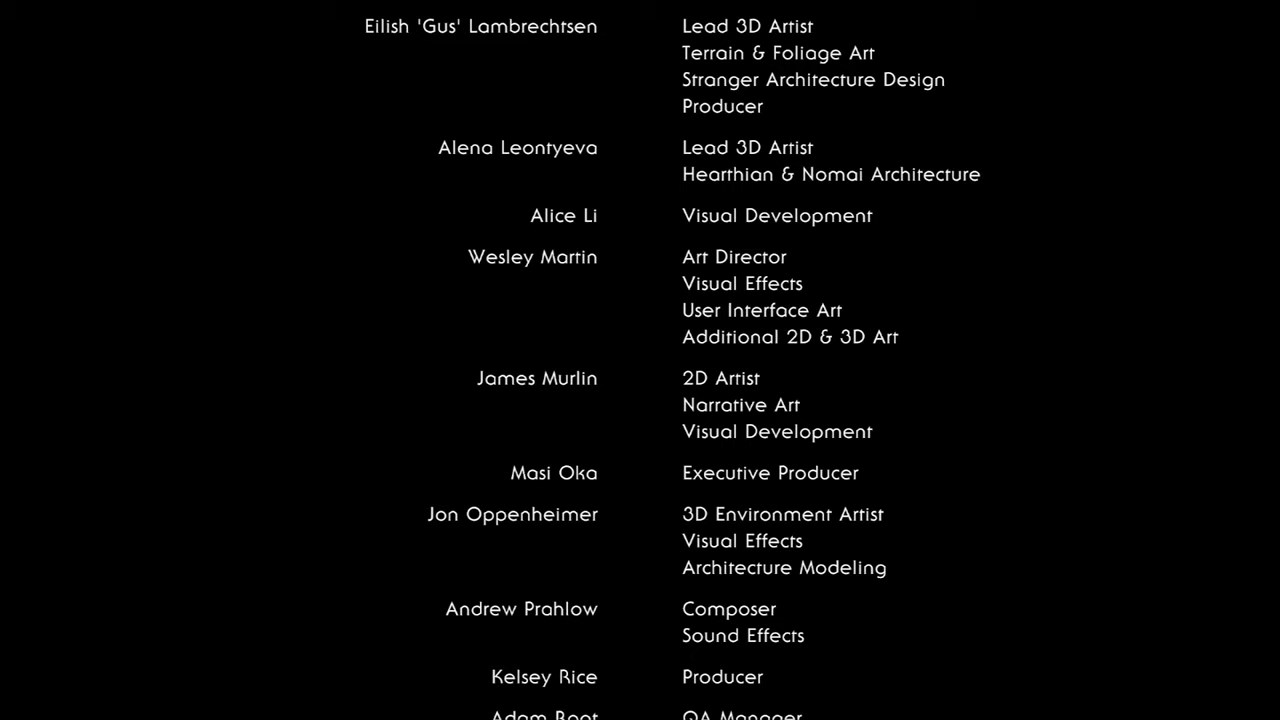 Eilish 'Gus' Lambrechtsen Lead 3D Artist
Terrain & Foliage Art
Stranger Architecture Design
Producer
Alena Leontyeva Lead 3D Artist
Hearthian & Nomai Architecture
Alice Li Visual Development
Wesley Martin Art Director
Visual Effects
User Interface Art
Additional 2D & 3D Art
James Murlin 2D Artist
Narrative Art
Visual Development
Masi Oka Executive Producer
Jon Oppenheimer 3D Environment Artist
Visual Effects
Architecture Modeling
Andrew Prahlow Composer
Sound Effects
Kelsey Rice Producer
Adam QA Manager